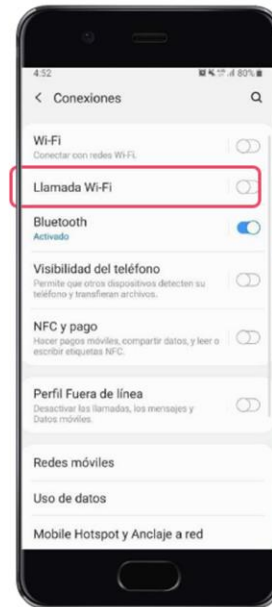 4:52
80%
Conexiones
Wi-Fi
Conectar con redes Wi-Fi.
Llamada Wi-Fi
Bluetooth
Activado
Visibilidad del teléfono
Permite que otros dispositivos detecten su
teléfono y transfieran archivos.
NFC y pago
Hacer pagos móviles, compartir datos, y leer o
escribir etiquetas NFC.
Perfil Fuera de línea
Desactivar las llamadas, los mensajes y
Datos móviles.
Redes móviles
Uso de datos
Mobile Hotspot y Anclaje a red